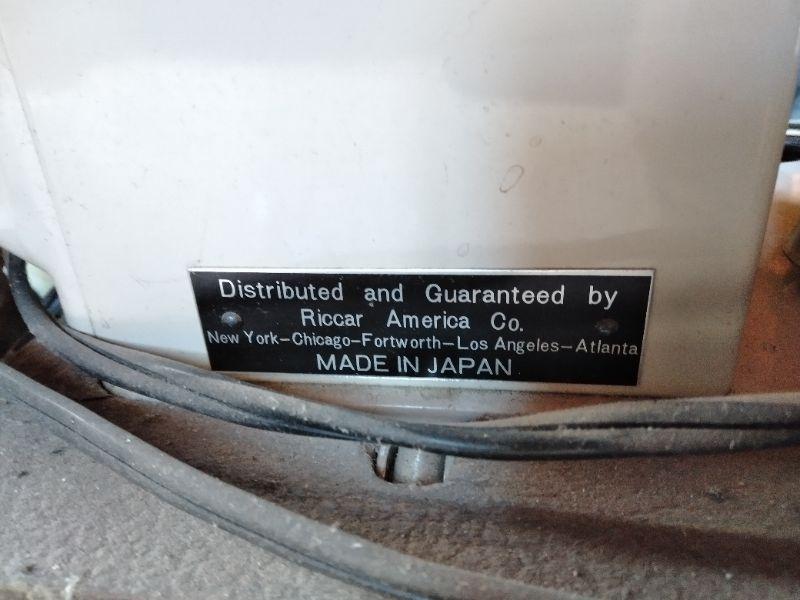 Distributed and Guaranteed by
Riccar America Co.
New York-Chicago-Fortworth-Los Angeles-Atlanta
MADE IN JAPAN